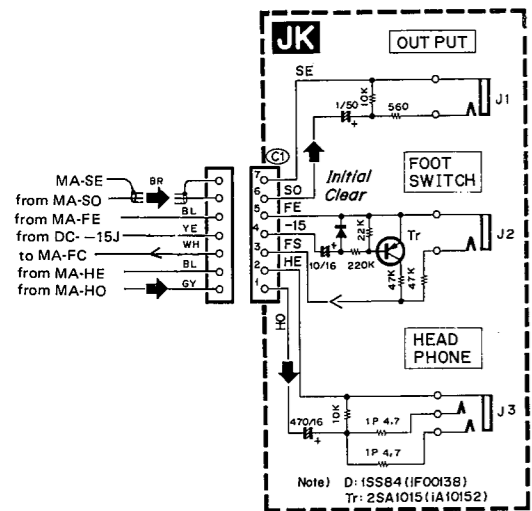 JK
OUT PUT
SE
10K
1/50
+
560
J1
C1
7
6
5
4
3
2
1
MA-SE
BR
from MA-SO
BL
from MA-FE
YE
from DC- -15J
WH
to MA-FC
BL
from MA-HE
GY
from MA-HO
SO
FE
-15
FS
HE
HO
Initial
Clear
FOOT
SWITCH
22K
Tr
10/16
+
220K
47K
47K
J2
HEAD
PHONE
10K
470/16
+
1P 4.7
1P 4.7
J3
Note) D: 1SS84 (IF00138)
Tr: 2SA1015 (iA10152)